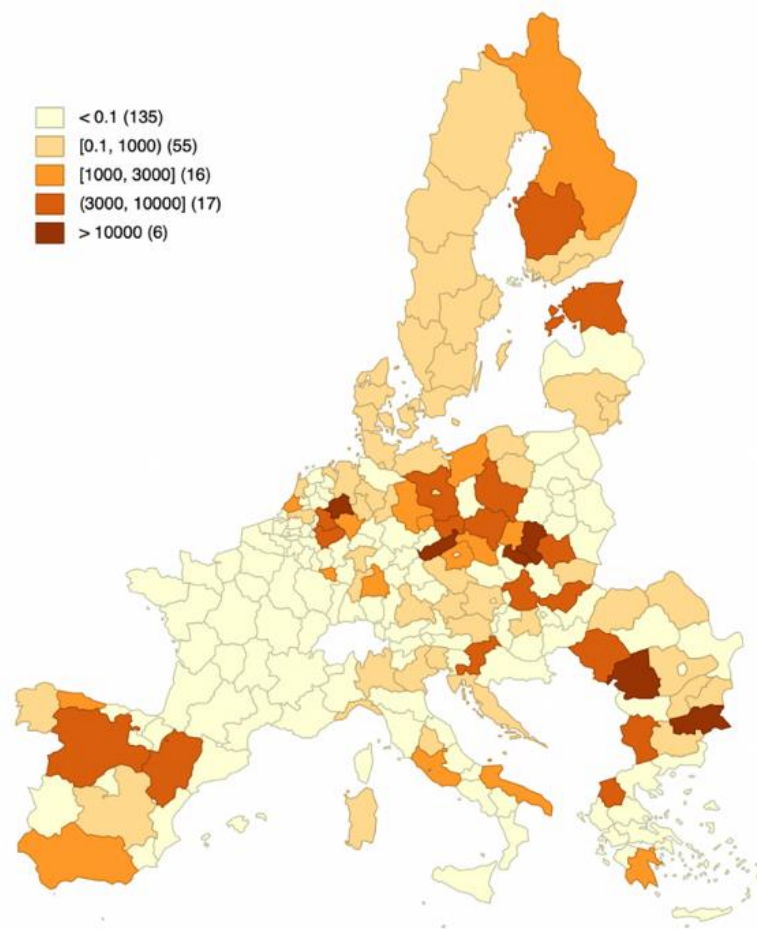 < 0.1 (135)
[0.1, 1000) (55)
[1000, 3000] (16)
(3000, 10000] (17)
> 10000 (6)